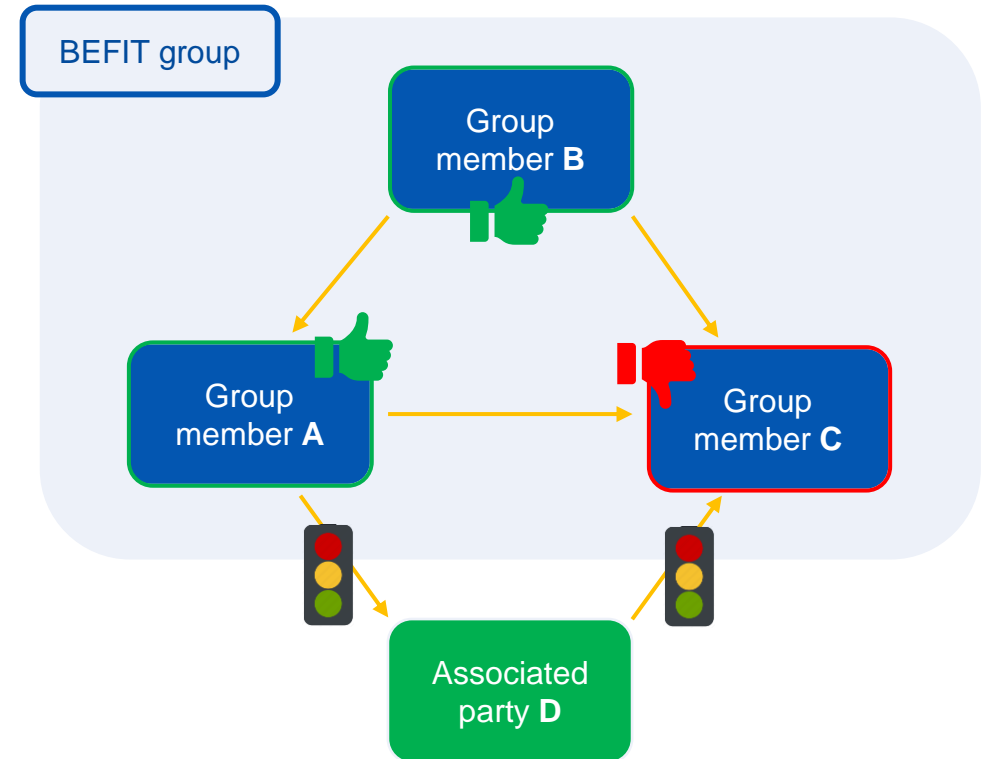 BEFIT group
Group
member B
Group
member A
Group
member C
Associated
party D